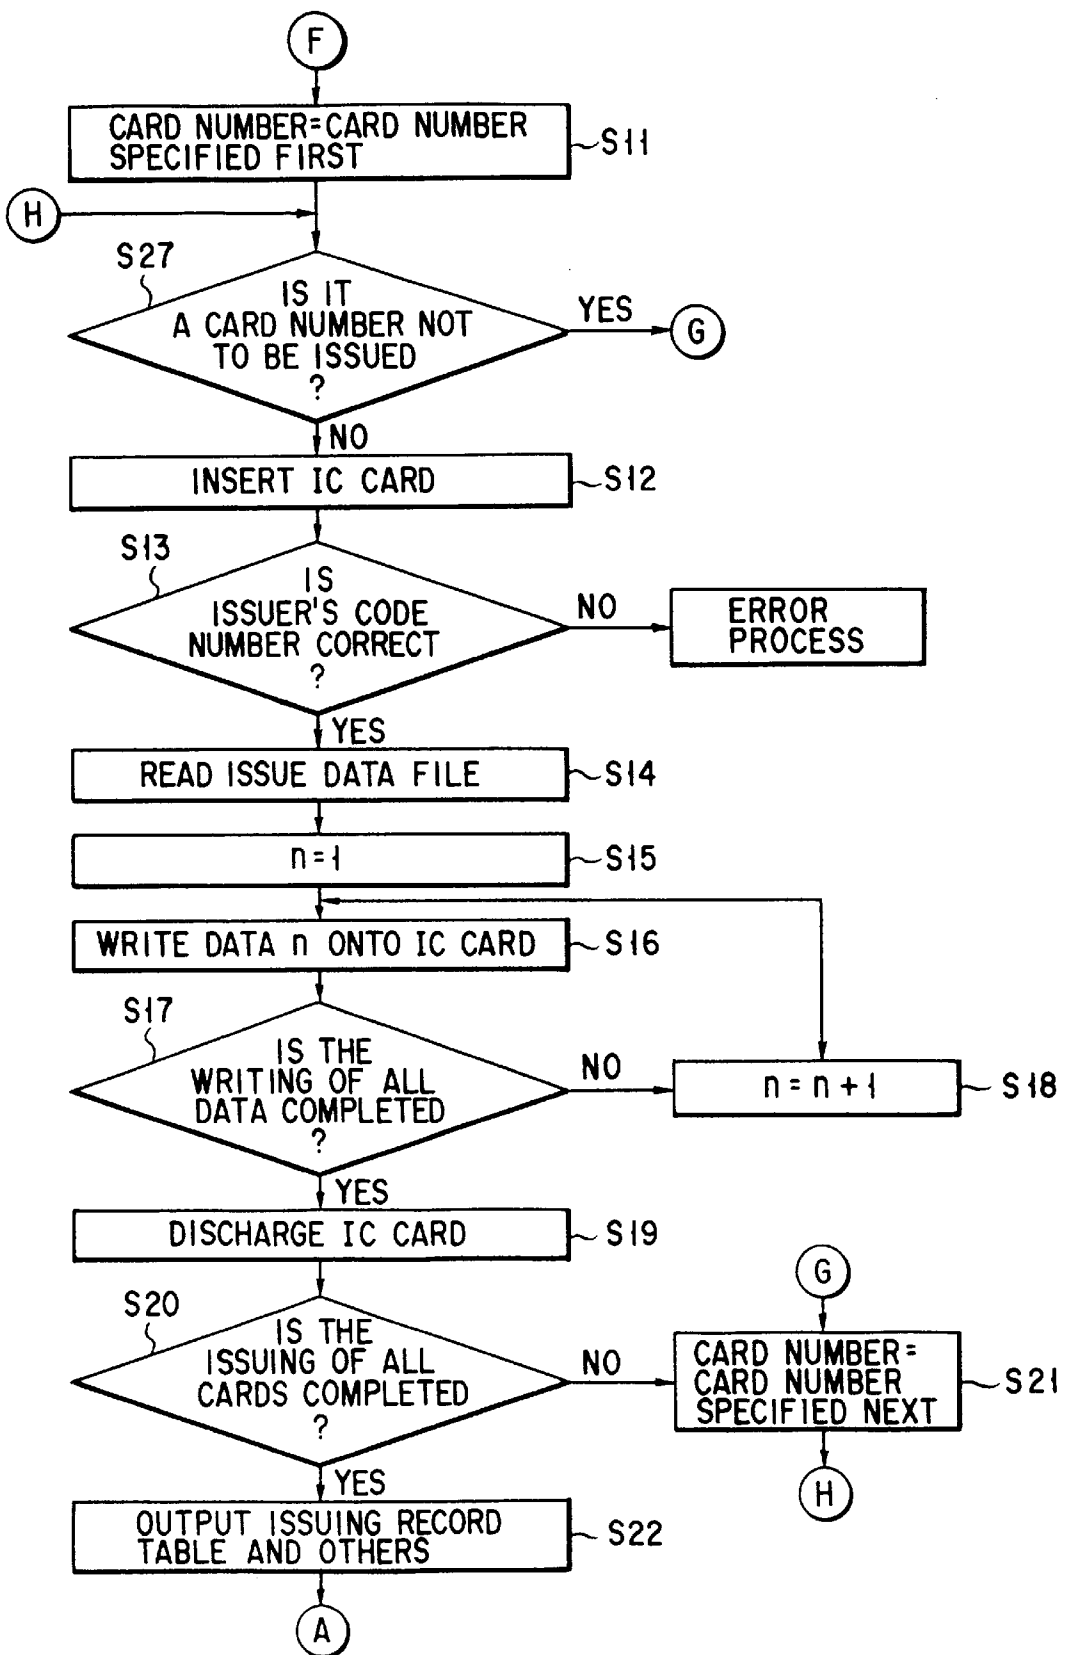 F
CARD NUMBER=CARD NUMBER
SPECIFIED FIRST
S11
H
S27
IS IT
A CARD NUMBER NOT
TO BE ISSUED
?
YES
G
NO
INSERT IC CARD
S12
S13
IS
ISSUER'S CODE
NUMBER CORRECT
?
NO
ERROR
PROCESS
YES
READ ISSUE DATA FILE
S14
n=1
S15
WRITE DATA n ONTO IC CARD
S16
S17
IS THE
WRITING OF ALL
DATA COMPLETED
?
NO
n=n+1
S18
YES
DISCHARGE IC CARD
S19
S20
IS THE
ISSUING OF ALL
CARDS COMPLETED
?
NO
G
CARD NUMBER=
CARD NUMBER
SPECIFIED NEXT
S21
H
YES
OUTPUT ISSUING RECORD
TABLE AND OTHERS
S22
A